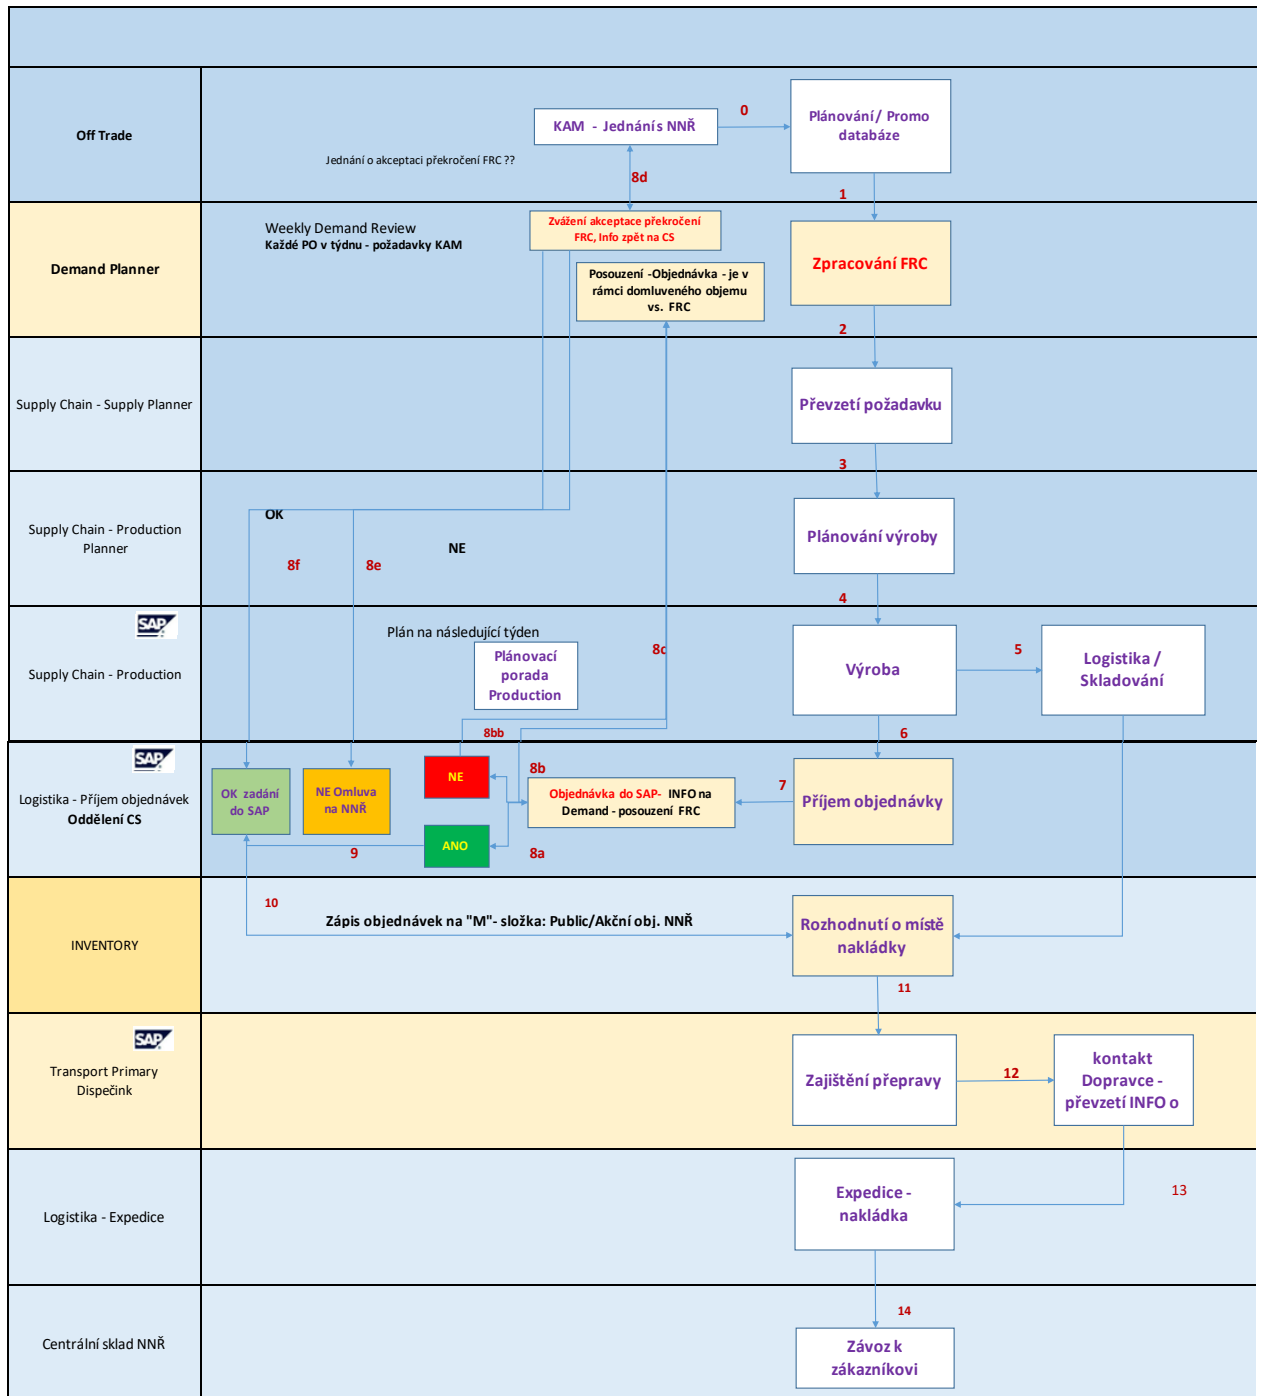 Off Trade
KAM - Jednání s NNŘ
0
Plánování / Promo
databáze
Jednání o akceptaci překročení FRC ??
8d
1
Demand Planner
Weekly Demand Review
Každé PO v týdnu - požadavky KAM
Zvážení akceptace překročení
FRC, Info zpět na CS
Posouzení -Objednávka - je v
rámci domluveného objemu
vs. FRC
Zpracování FRC
2
Supply Chain - Supply Planner
Převzetí požadavku
3
Supply Chain - Production
Planner
OK
NE
8f
8e
Plánování výroby
4
SAP
Supply Chain - Production
Plán na následující týden
Plánovací
porada
Production
8c
Výroba
5
Logistika /
Skladování
8bb
6
SAP
Logistika - Příjem objednávek
Oddělení CS
OK zadání
do SAP
NE Omluva
na NNŘ
NE
8b
Objednávka do SAP- INFO na
Demand - posouzení FRC
7
Příjem objednávky
ANO
9
8a
INVENTORY
10
Zápis objednávek na "M"- složka: Public/Akční obj. NNŘ
Rozhodnutí o místě
nakládky
11
SAP
Transport Primary
Dispečink
Zajištění přepravy
12
kontakt
Dopravce -
převzetí INFO o
Logistika - Expedice
Expedice -
nakládka
13
14
Centrální sklad NNŘ
Závoz k
zákazníkovi